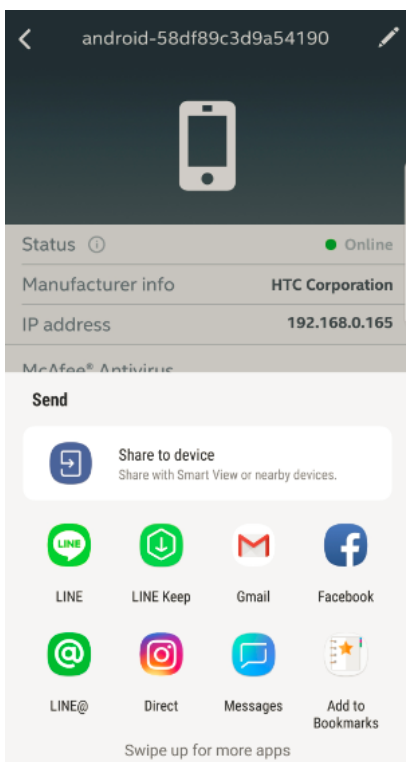 android-58df89c3d9a54190
Status
Online
Manufacturer info
HTC Corporation
IP address
192.168.0.165
McAfee® Antivirus
Send
Share to device
Share with Smart View or nearby devices.
LINE
LINE
LINE Keep
Gmail
Facebook
LINE@
Direct
Messages
Add to
Bookmarks
Swipe up for more apps